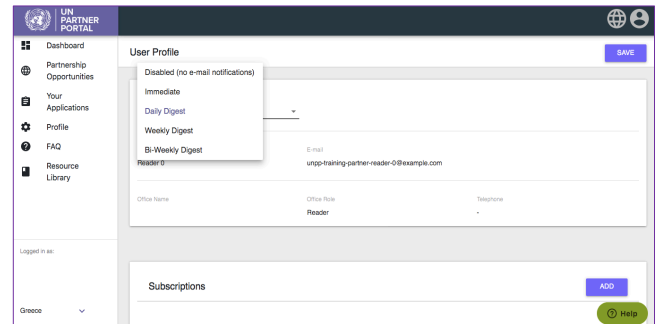 UN
PARTNER
PORTAL
Dashboard
Partnership
Opportunities
Your
Applications
Profile
FAQ
Resource
Library
Logged in as:
Greece
User Profile
SAVE
Disabled (no e-mail notifications)
Immediate
Daily Digest
Weekly Digest
Bi-Weekly Digest
Reader 0
E-mail
unpp-training-partner-reader-0@example.com
Office Name
Office Role
Reader
Telephone
-
Subscriptions
ADD
Help